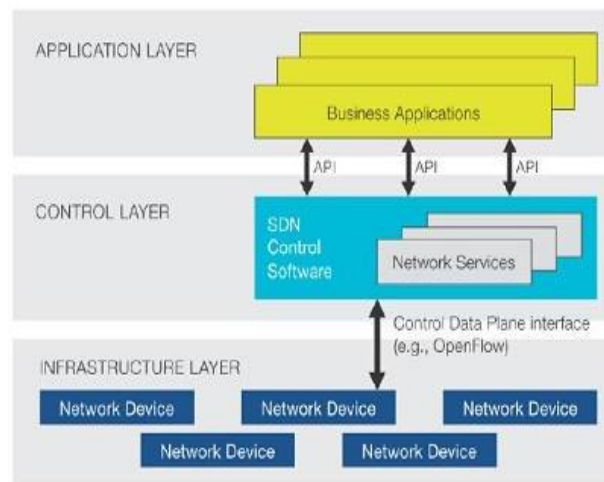 APPLICATION LAYER
Business Applications
API API API
CONTROL LAYER
SDN
Control
Software
Network Services
Control Data Plane interface
(e.g., OpenFlow)
INFRASTRUCTURE LAYER
Network Device Network Device Network Device
Network Device Network Device